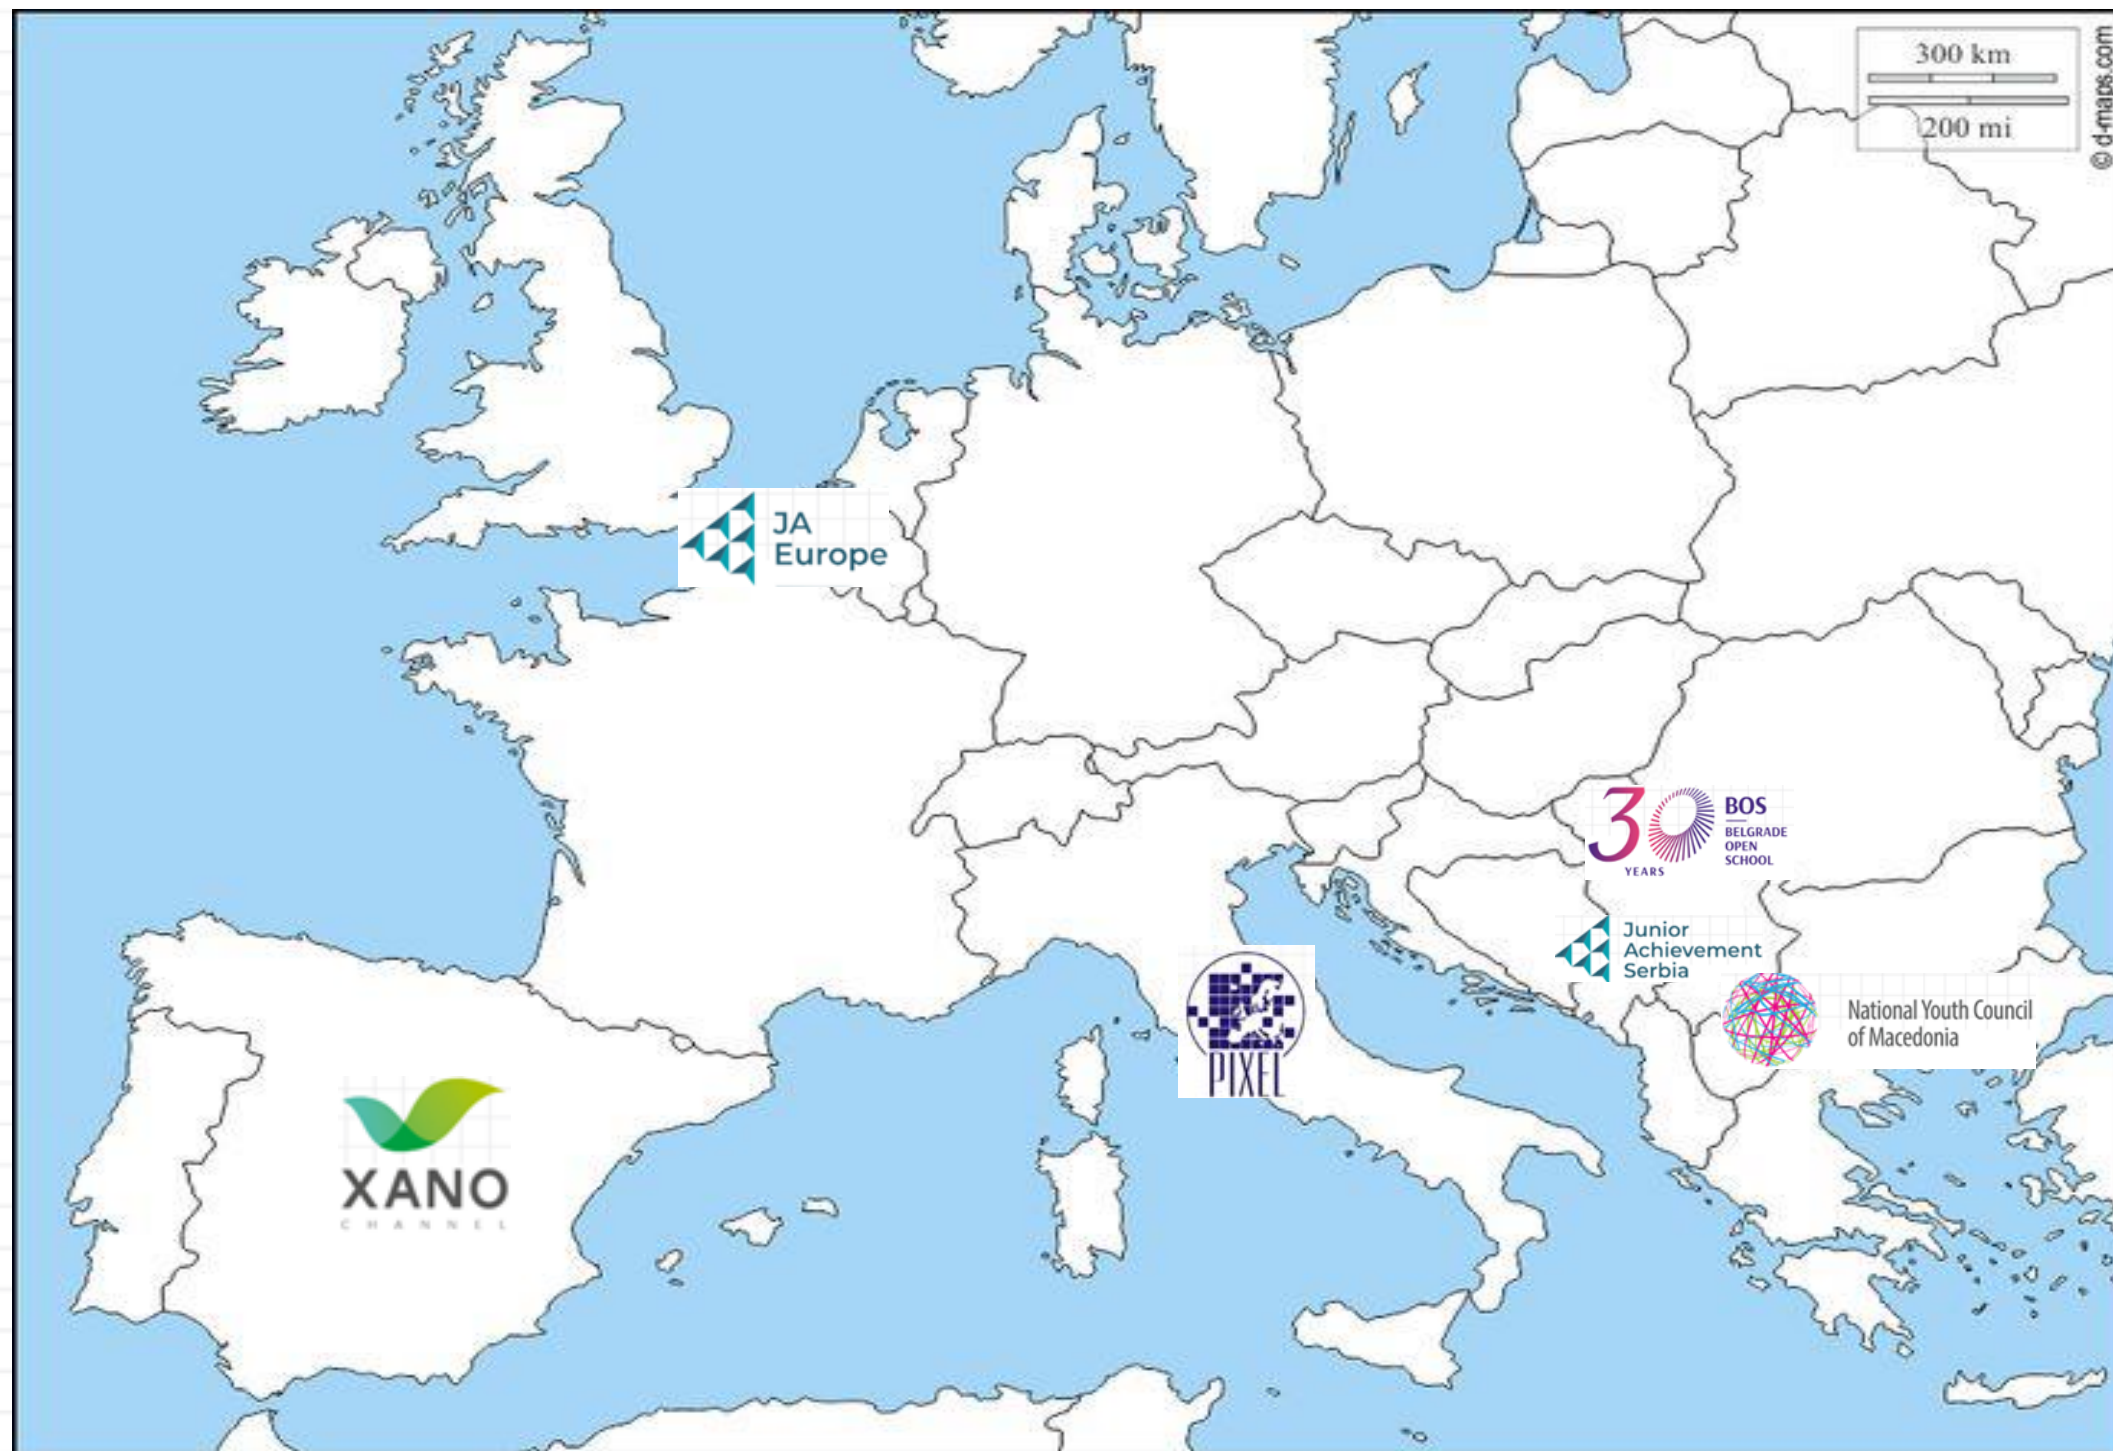 300 km
200 mi
© d-maps.com
JA
Europe
30
YEARS
BOS
BELGRADE
OPEN
SCHOOL
Junior
Achievement
Serbia
National Youth Council
of Macedonia
PIXEL
XANO
CHANNEL